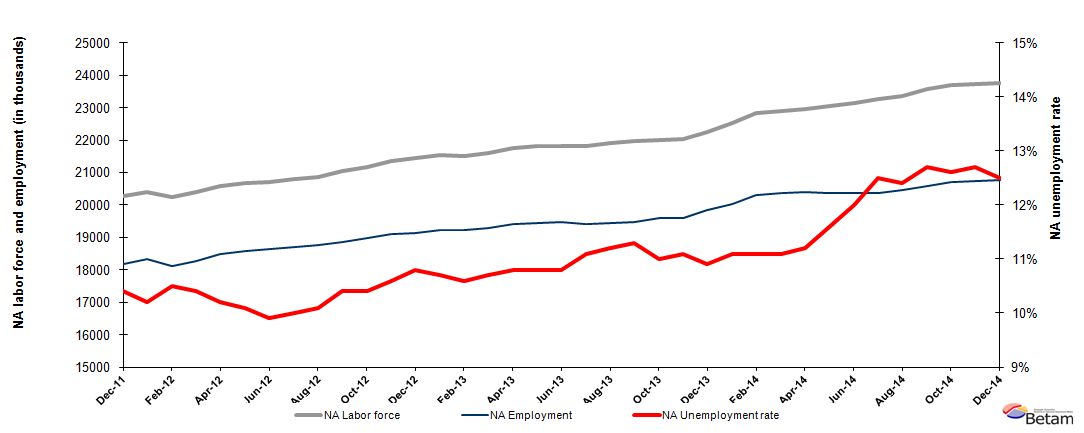 NA labor force and employment (in thousands)
25000
24000
23000
22000
21000
20000
19000
18000
17000
16000
15000
15%
14%
13%
12%
11%
10%
9%
NA unemployment rate
Dec-11
Feb-12
Apr-12
Jun-12
Aug-12
Oct-12
Dec-12
Feb-13
Apr-13
Jun-13
Aug-13
Oct-13
Dec-13
Feb-14
Apr-14
Jun-14
Aug-14
Oct-14
Dec-14
NA Labor force
NA Employment
NA Unemployment rate
Betam